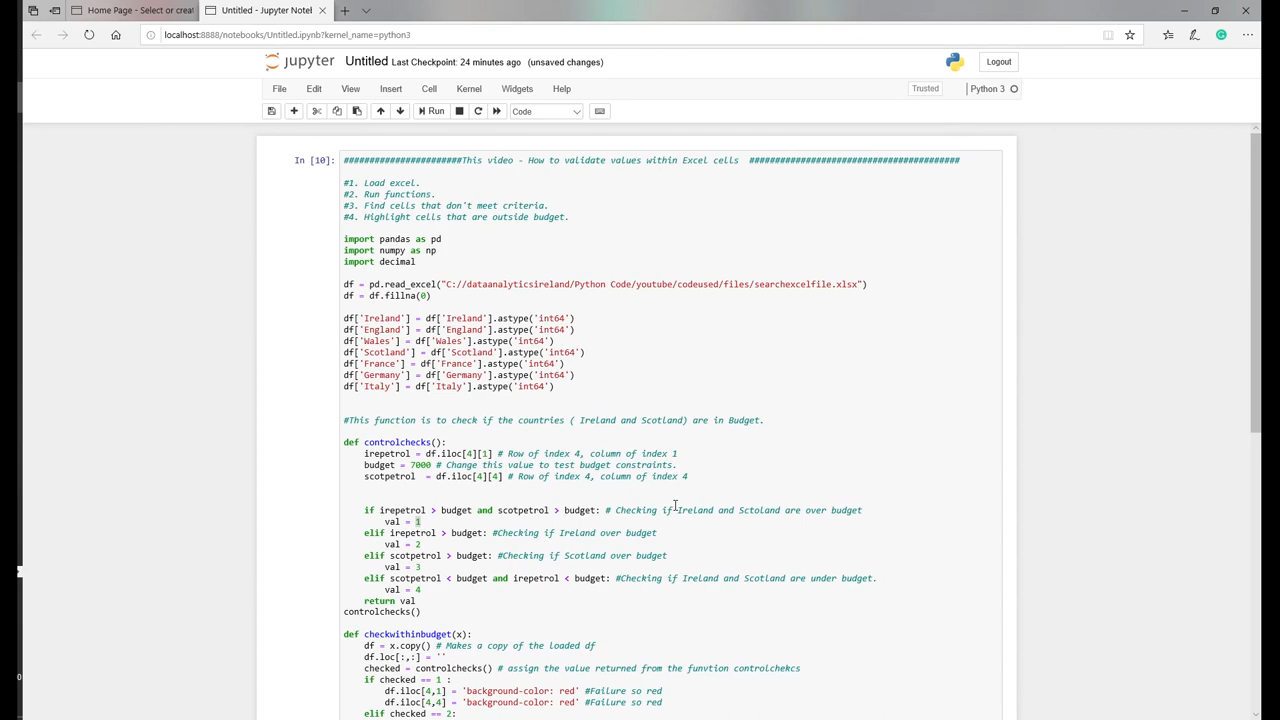 Home Page - Select or creat
Untitled - Jupyter Noteb
localhost:8888/notebooks/Untitled.ipynb?kernel_name=python3
jupyter Untitled Last Checkpoint: 24 minutes ago (unsaved changes)
Logout
File Edit View Insert Cell Kernel Widgets Help
Trusted
Python 3
Run
Code
In [10]:
#######################This video - How to validate values within Excel cells #########################################
#1. Load excel.
#2. Run functions.
#3. Find cells that don't meet criteria.
#4. Highlight cells that are outside budget.
import pandas as pd
import numpy as np
import decimal
df = pd.read_excel("C://dataanalyticsireland/Python Code/youtube/codeused/files/searchexcelfile.xlsx")
df = df.fillna(0)
df['Ireland'] = df['Ireland'].astype('int64')
df['England'] = df['England'].astype('int64')
df['Wales'] = df['Wales'].astype('int64')
df['Scotland'] = df['Scotland'].astype('int64')
df['France'] = df['France'].astype('int64')
df['Germany'] = df['Germany'].astype('int64')
df['Italy'] = df['Italy'].astype('int64')
#This function is to check if the countries ( Ireland and Scotland) are in Budget.
def controlchecks():
irepetrol = df.iloc[4][1] # Row of index 4, column of index 1
budget = 7000 # Change this value to test budget constraints.
scotpetrol = df.iloc[4][4] # Row of index 4, column of index 4
if irepetrol > budget and scotpetrol > budget: # Checking if Ireland and Sctoland are over budget
val = 1
elif irepetrol > budget: #Checking if Ireland over budget
val = 2
elif scotpetrol > budget: #Checking if Scotland over budget
val = 3
elif scotpetrol < budget and irepetrol < budget: #Checking if Ireland and Scotland are under budget.
val = 4
return val
controlchecks()
def checkwithinbudget(x):
df = x.copy() # Makes a copy of the loaded df
df.loc[:,:] = ''
checked = controlchecks() # assign the value returned from the funvtion controlchekcs
if checked == 1 :
df.iloc[4,1] = 'background-color: red' #Failure so red
df.iloc[4,4] = 'background-color: red' #Failure so red
elif checked == 2: